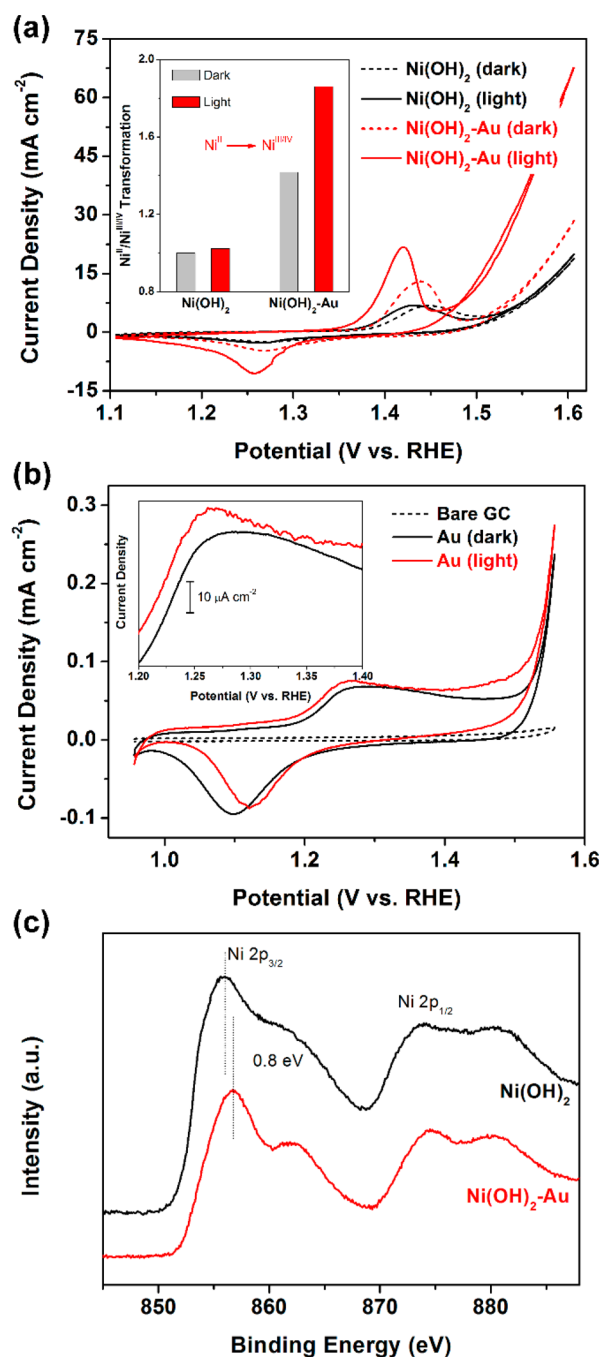 (a)
75
60
45
30
15
0
-15
Current Density (mA cm⁻²)
1.1 1.2 1.3 1.4 1.5 1.6
Potential (V vs. RHE)
Ni(OH)₂ (dark)
Ni(OH)₂ (light)
Ni(OH)₂-Au (dark)
Ni(OH)₂-Au (light)
2.0
1.6
1.2
0.8
Niᴵᴵ/Niᴵᴵᴵ/ᴵⱽ Transformation
Dark
Light
Niᴵᴵ → Niᴵᴵᴵ/ᴵⱽ
Ni(OH)₂ Ni(OH)₂-Au
(b)
0.3
0.2
0.1
0.0
-0.1
Current Density (mA cm⁻²)
1.0 1.2 1.4 1.6
Potential (V vs. RHE)
Bare GC
Au (dark)
Au (light)
Current Density
10 μA cm⁻²
1.20 1.25 1.30 1.35 1.40
Potential (V vs. RHE)
(c)
Intensity (a.u.)
Ni 2p₃/₂
Ni 2p₁/₂
0.8 eV
Ni(OH)₂
Ni(OH)₂-Au
850 860 870 880
Binding Energy (eV)